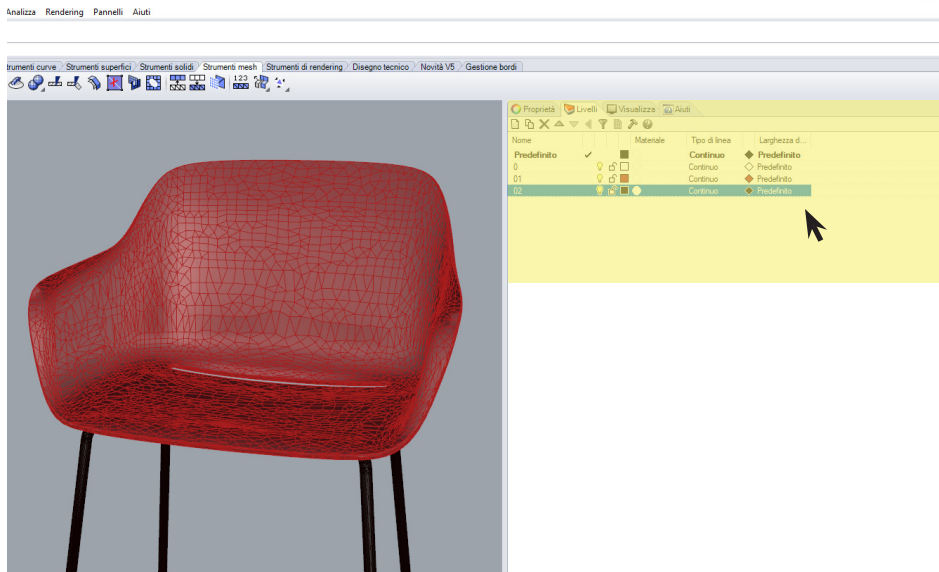 Analizza Rendering Pannelli Aiuti
trumenti curve Strumenti superfici Strumenti solidi Strumenti mesh Strumenti di rendering Disegno tecnico Novità V5 Gestione bordi
123
Proprietà Livelli Visualizza Aiuti
Nome Materiale Tipo di linea Larghezza d...
Predefinito Continuo Predefinito
0 Continuo Predefinito
01 Continuo Predefinito
02 Continuo Predefinito